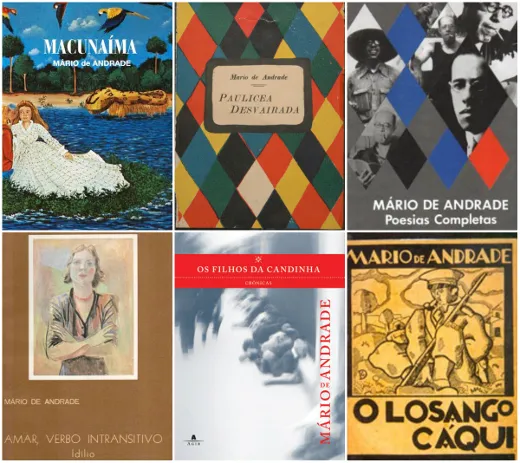 MACUNAÍMA
MÁRIO de ANDRADE
Mario de Andrade
PAULICEA
DESVAIRADA
MÁRIO DE ANDRADE
Poesias Completas
MÁRIO DE ANDRADE
AMAR, VERBO INTRANSITIVO
Idílio
OS FILHOS DA CANDINHA
CRÔNICAS
MÁRIO DE ANDRADE
AGIR
MARIO DE ANDRADE
O LOSANGO
CÁQUI